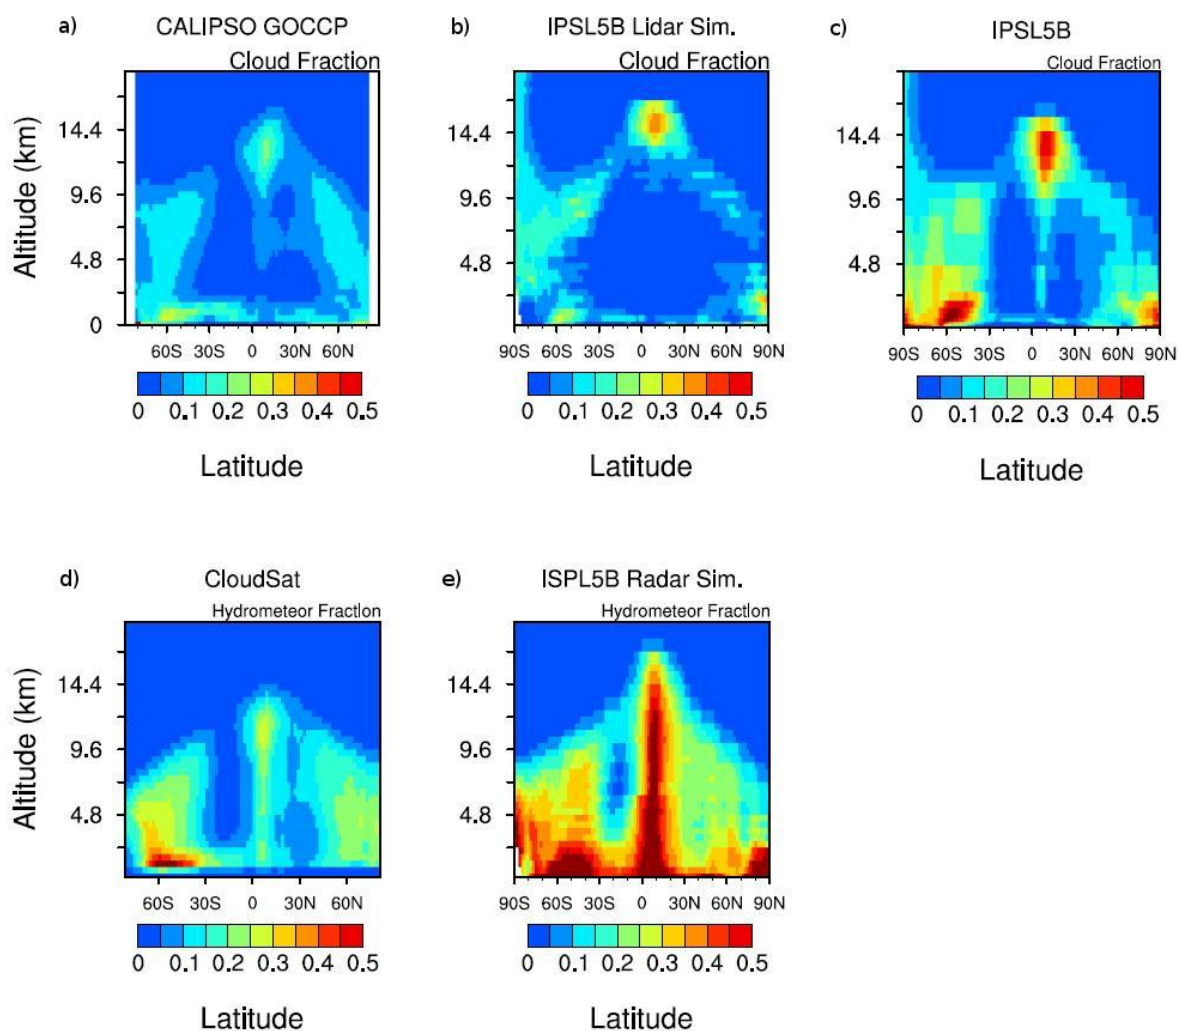 a) CALIPSO GOCCP
Cloud Fraction
Altitude (km)
14.4
9.6
4.8
0
60S 30S 0 30N 60N
0 0.1 0.2 0.3 0.4 0.5
Latitude
b) IPSL5B Lidar Sim.
Cloud Fraction
14.4
9.6
4.8
90S 60S 30S 0 30N 60N 90N
0 0.1 0.2 0.3 0.4 0.5
Latitude
c) IPSL5B
Cloud Fraction
14.4
9.6
4.8
90S 60S 30S 0 30N 60N 90N
0 0.1 0.2 0.3 0.4 0.5
Latitude
d) CloudSat
Hydrometeor Fraction
Altitude (km)
14.4
9.6
4.8
60S 30S 0 30N 60N
0 0.1 0.2 0.3 0.4 0.5
Latitude
e) ISPL5B Radar Sim.
Hydrometeor Fraction
14.4
9.6
4.8
90S 60S 30S 0 30N 60N 90N
0 0.1 0.2 0.3 0.4 0.5
Latitude